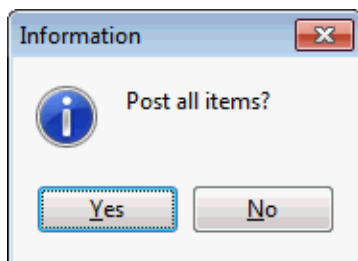 Information
Post all items?
Yes
No